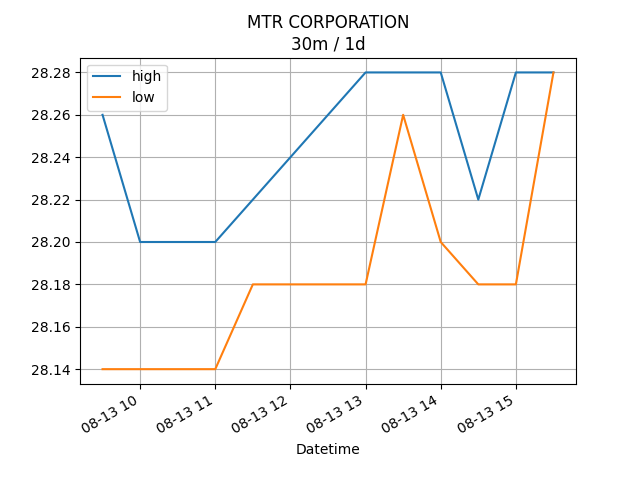 MTR CORPORATION
30m / 1d
high
low
28.28
28.26
28.24
28.22
28.20
28.18
28.16
28.14
08-13 10
08-13 11
08-13 12
08-13 13
08-13 14
08-13 15
Datetime